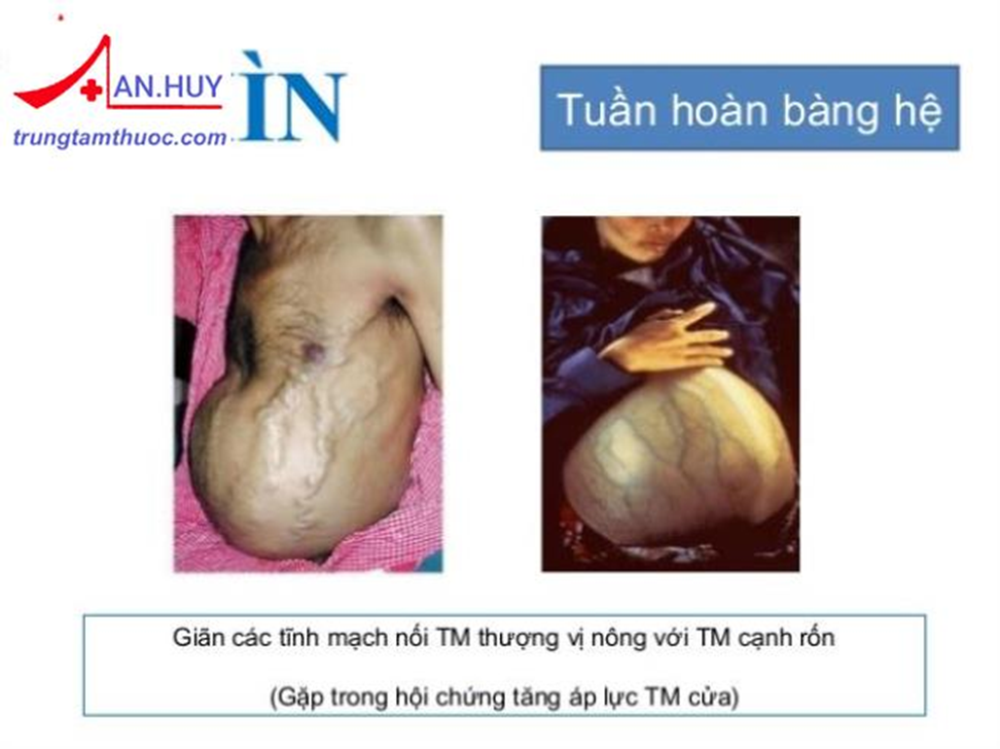 AN.HUY
trungtamthuoc.com
ÌN
Tuần hoàn bàng hệ
Giãn các tĩnh mạch nối TM thượng vị nông với TM cạnh rốn
(Gặp trong hội chứng tăng áp lực TM cửa)